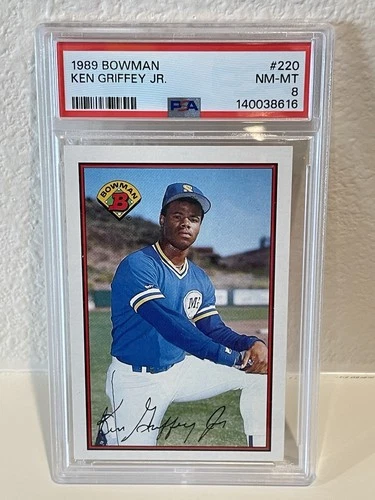 1989 BOWMAN #220
KEN GRIFFEY JR. NM-MT
8
PSA 140038616
BOWMAN
B
S
Ken Griffey Jr